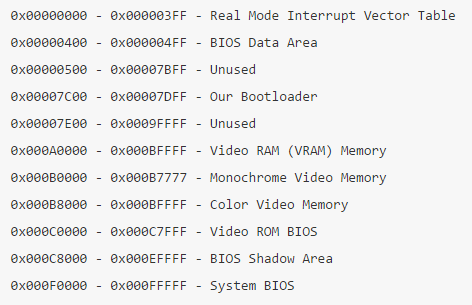 0x00000000 - 0x000003FF - Real Mode Interrupt Vector Table
0x00000400 - 0x000004FF - BIOS Data Area
0x00000500 - 0x00007BFF - Unused
0x00007C00 - 0x00007DFF - Our Bootloader
0x00007E00 - 0x0009FFFF - Unused
0x000A0000 - 0x000BFFFF - Video RAM (VRAM) Memory
0x000B0000 - 0x000B7777 - Monochrome Video Memory
0x000B8000 - 0x000BFFFF - Color Video Memory
0x000C0000 - 0x000C7FFF - Video ROM BIOS
0x000C8000 - 0x000EFFFF - BIOS Shadow Area
0x000F0000 - 0x000FFFFF - System BIOS